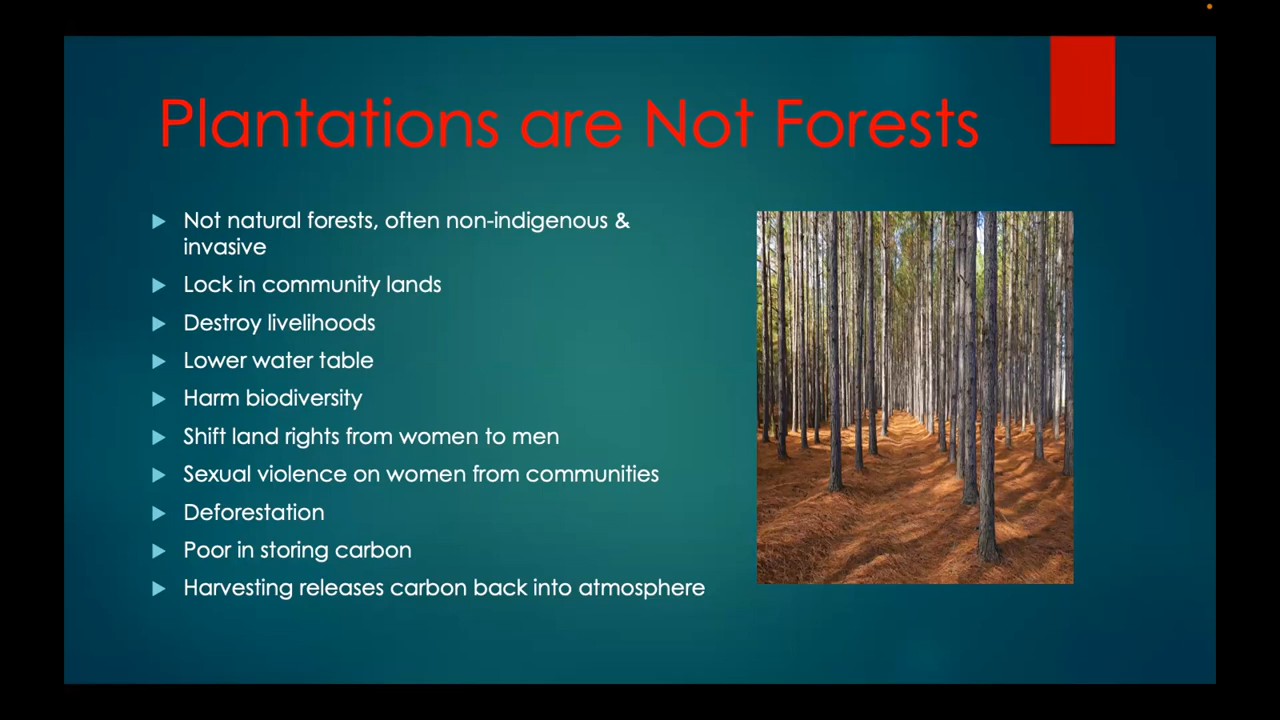 Plantations are Not Forests
Not natural forests, often non-indigenous &
invasive
Lock in community lands
Destroy livelihoods
Lower water table
Harm biodiversity
Shift land rights from women to men
Sexual violence on women from communities
Deforestation
Poor in storing carbon
Harvesting releases carbon back into atmosphere